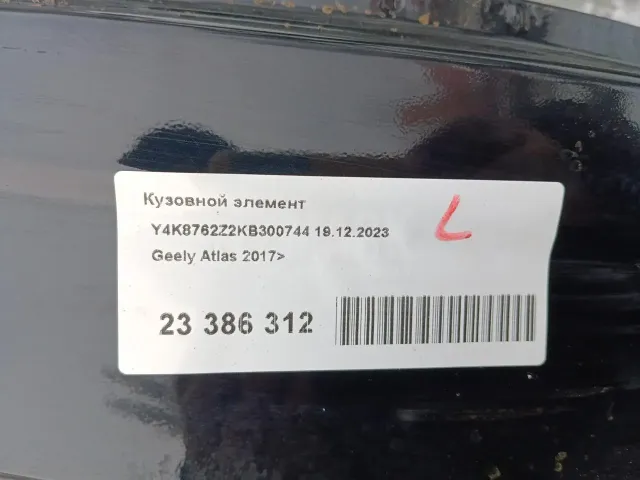 Кузовной элемент
Y4K8762Z2KB300744 19.12.2023
Geely Atlas 2017>
23 386 312
L